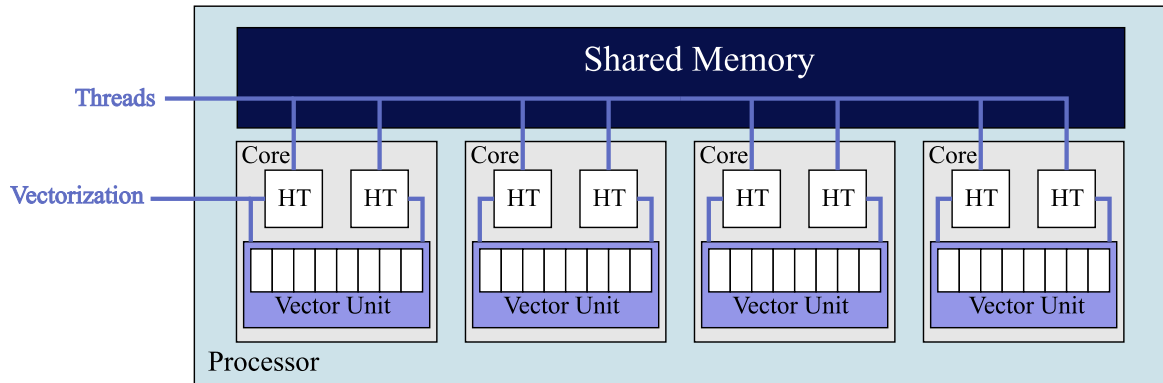 Shared Memory
Threads
Core
Core
Core
Core
Vectorization
HT
HT
HT
HT
HT
HT
HT
HT
Vector Unit
Vector Unit
Vector Unit
Vector Unit
Processor